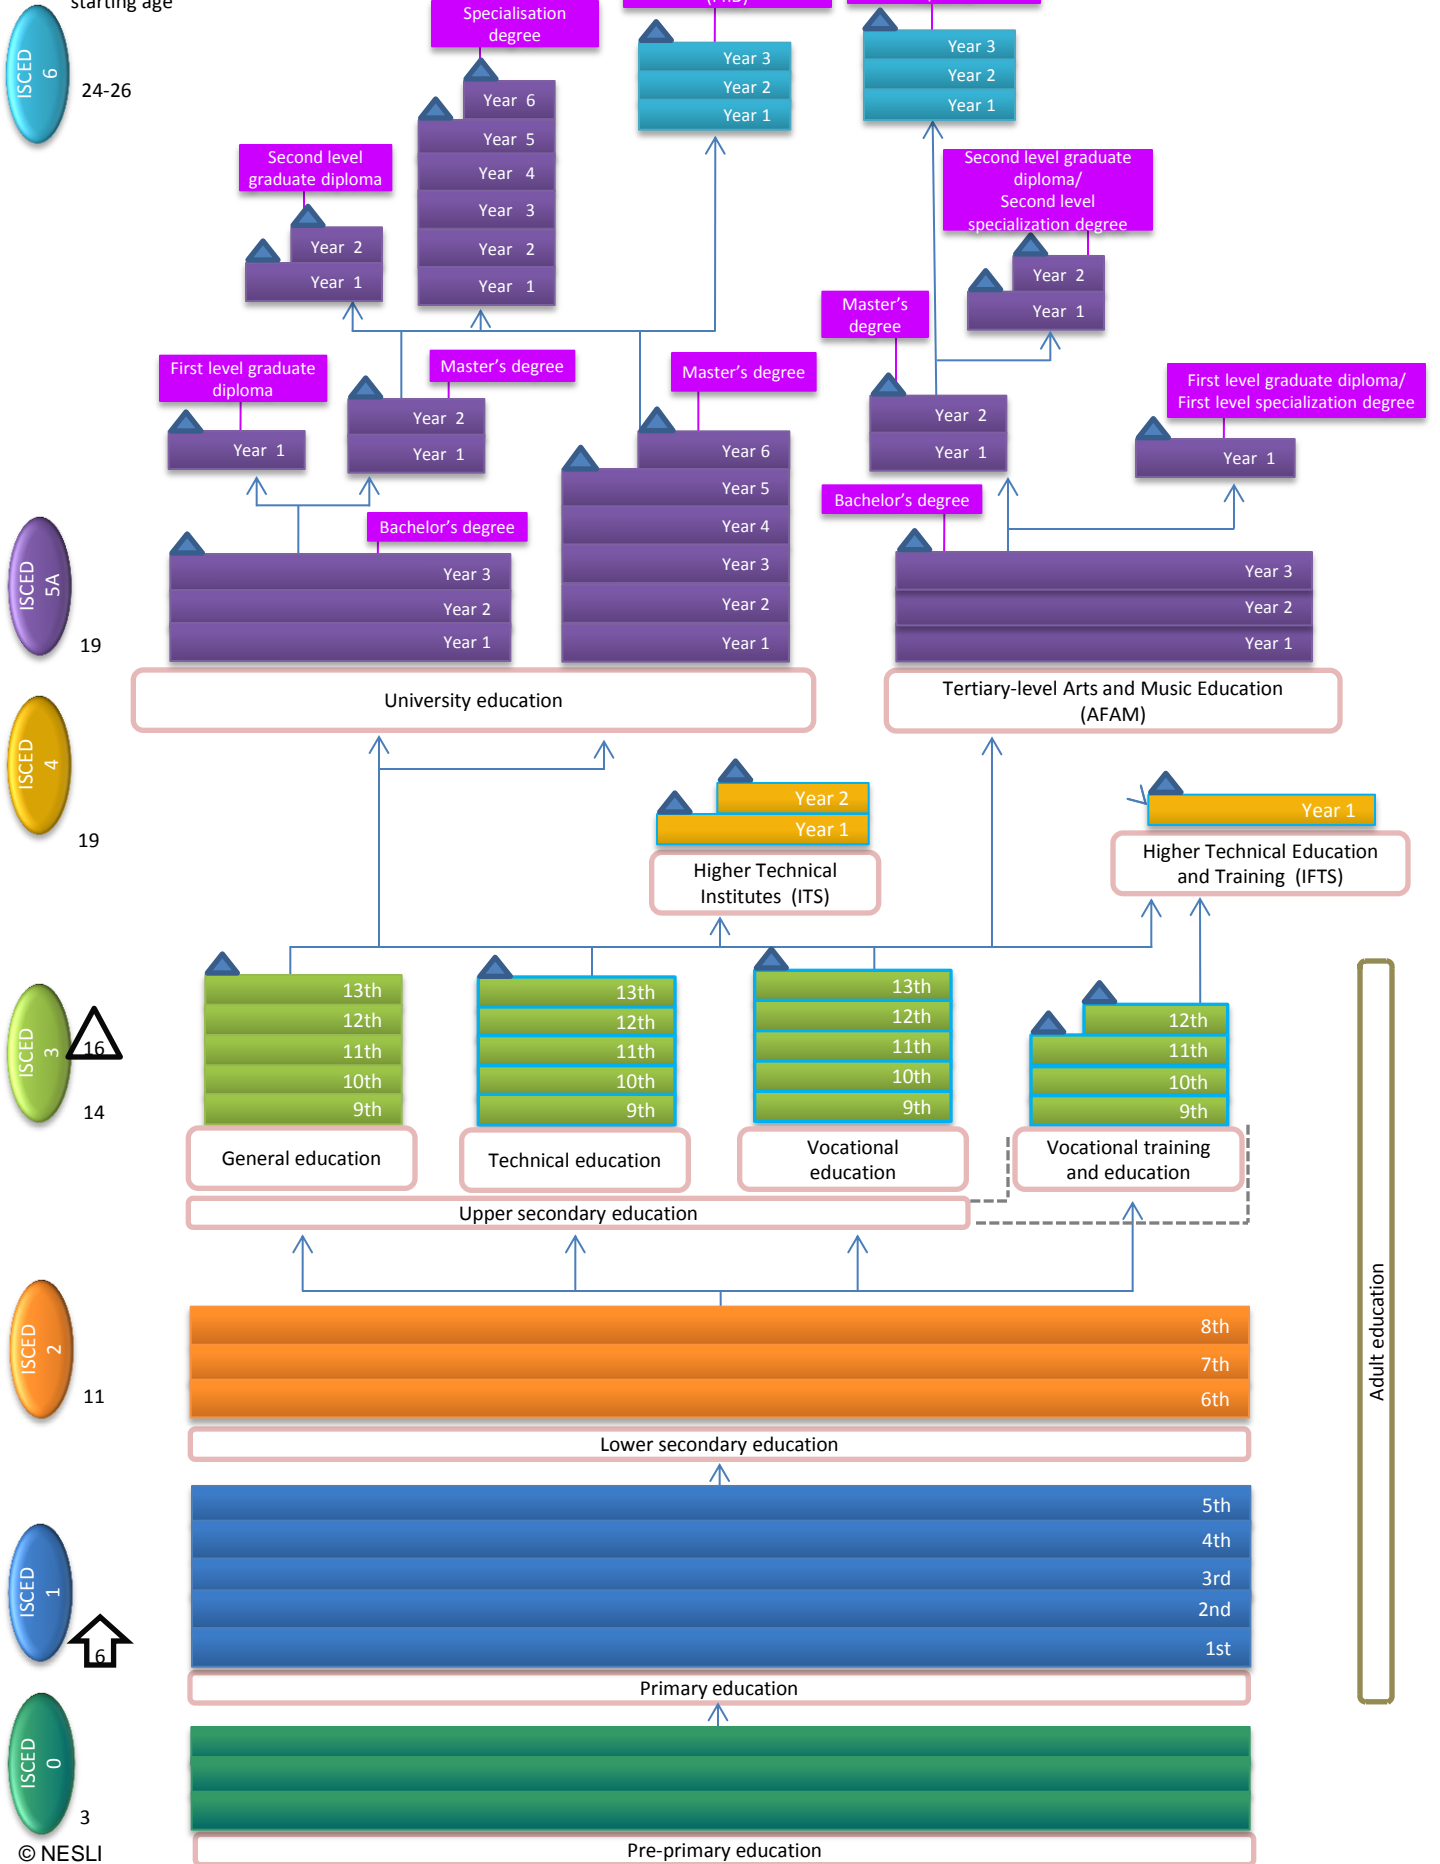 starting age
ISCED
6
24-26
Specialisation
degree
(PhD)
Year 3
Year 2
Year 1
Year 3
Year 2
Year 1
Year 6
Year 5
Year 4
Year 3
Year 2
Year 1
Second level
graduate diploma
Year 2
Year 1
Second level graduate
diploma/
Second level
specialization degree
Year 2
Year 1
First level graduate
diploma
Year 1
Master's degree
Year 2
Year 1
Master's degree
Year 6
Year 5
Year 4
Year 3
Year 2
Year 1
Master's
degree
Year 2
Year 1
First level graduate diploma/
First level specialization degree
Year 1
ISCED
5A
19
Bachelor's degree
Year 3
Year 2
Year 1
Bachelor's degree
Year 3
Year 2
Year 1
University education
Tertiary-level Arts and Music Education
(AFAM)
ISCED
4
19
Year 2
Year 1
Higher Technical
Institutes (ITS)
Year 1
Higher Technical Education
and Training (IFTS)
ISCED
3
16
14
13th
12th
11th
10th
9th
General education
13th
12th
11th
10th
9th
Technical education
13th
12th
11th
10th
9th
Vocational
education
12th
11th
10th
9th
Vocational training
and education
Upper secondary education
ISCED
2
11
8th
7th
6th
Lower secondary education
Adult education
ISCED
1
6
5th
4th
3rd
2nd
1st
Primary education
ISCED
0
3
Pre-primary education
© NESLI